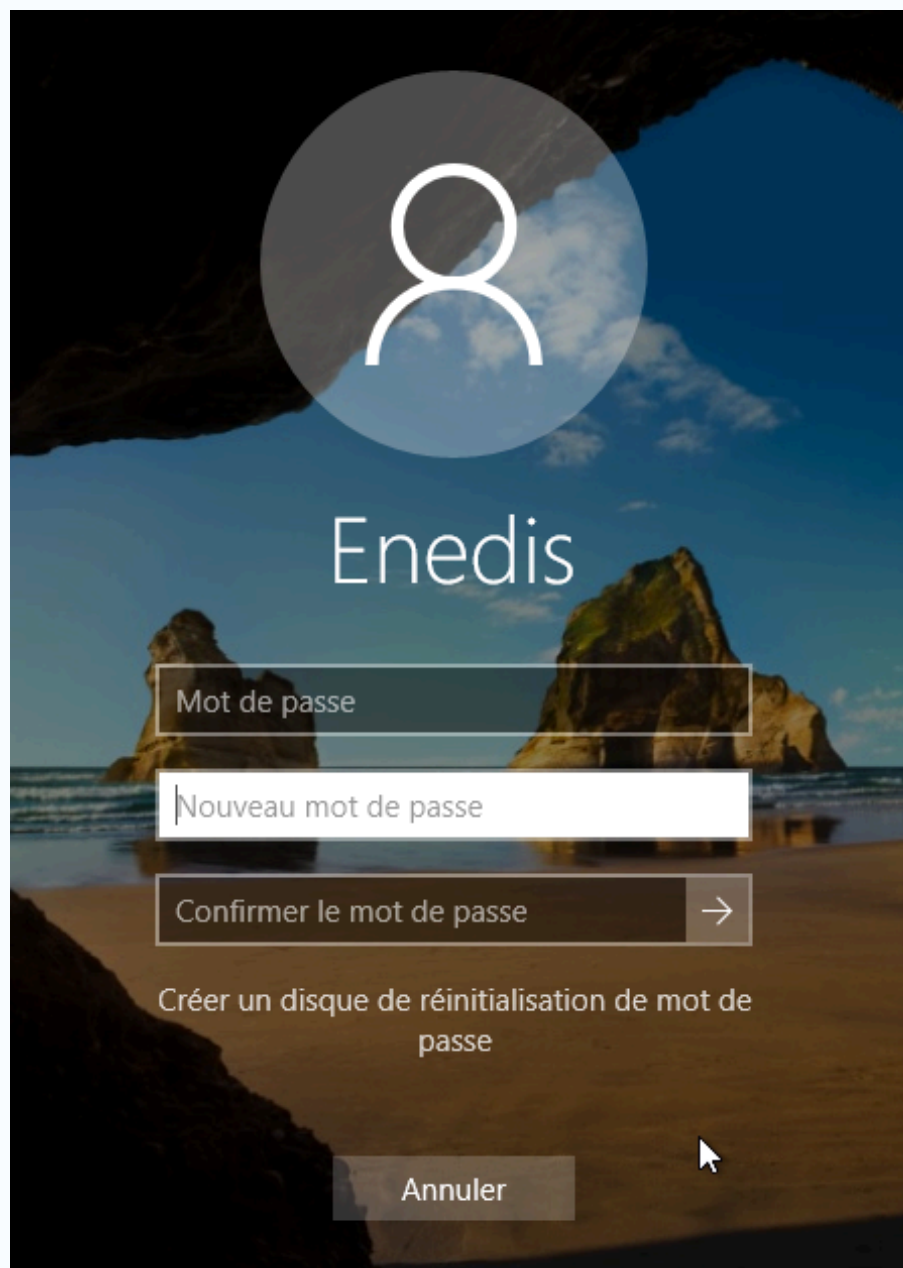 Enedis
Mot de passe
Nouveau mot de passe
Confirmer le mot de passe
Créer un disque de réinitialisation de mot de
passe
Annuler